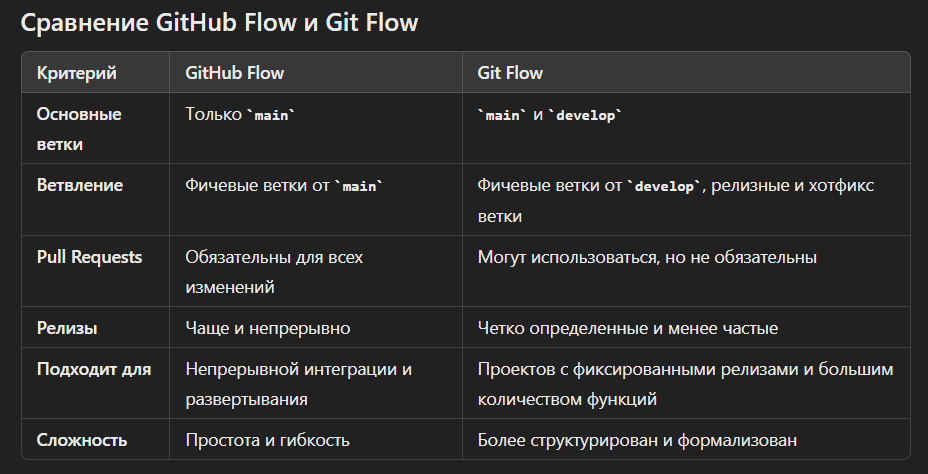 Сравнение GitHub Flow и Git Flow
Критерий GitHub Flow Git Flow
Основные ветки Только `main` `main` и `develop`
Ветвление Фичевые ветки от `main` Фичевые ветки от `develop`, релизные и хотфикс ветки
Pull Requests Обязательны для всех изменений Могут использоваться, но не обязательны
Релизы Чаще и непрерывно Четко определенные и менее частые
Подходит для Непрерывной интеграции и развертывания Проектов с фиксированными релизами и большим количеством функций
Сложность Простота и гибкость Более структурирован и формализован